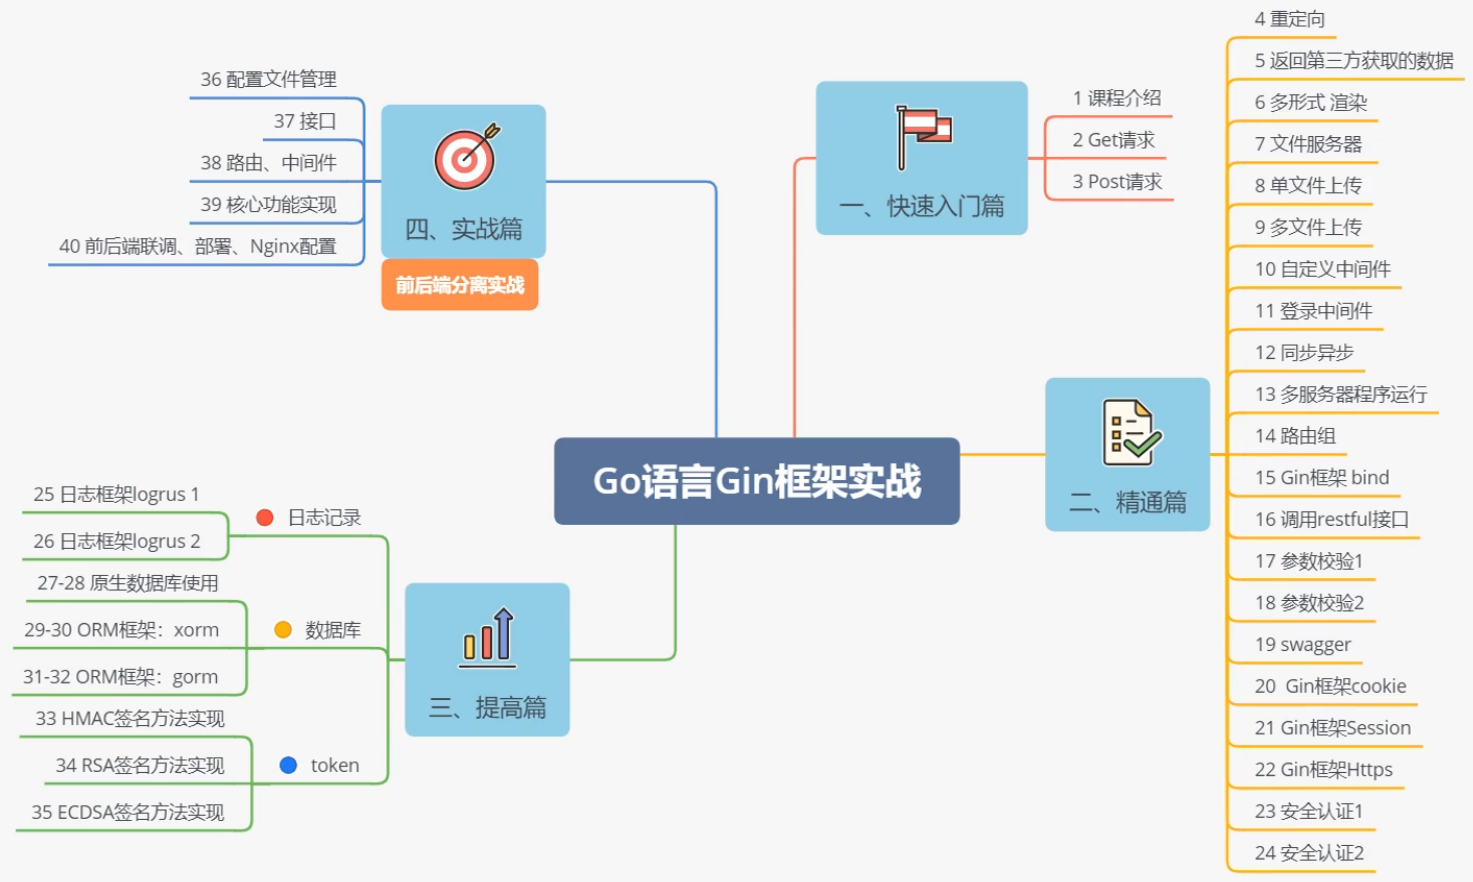 Go语言Gin框架实战
一、快速入门篇
1 课程介绍
2 Get请求
3 Post请求
二、精通篇
4 重定向
5 返回第三方获取的数据
6 多形式 渲染
7 文件服务器
8 单文件上传
9 多文件上传
10 自定义中间件
11 登录中间件
12 同步异步
13 多服务器程序运行
14 路由组
15 Gin框架 bind
16 调用restful接口
17 参数校验1
18 参数校验2
19 swagger
20 Gin框架cookie
21 Gin框架Session
22 Gin框架Https
23 安全认证1
24 安全认证2
三、提高篇
日志记录
25 日志框架logrus 1
26 日志框架logrus 2
数据库
27-28 原生数据库使用
29-30 ORM框架：xorm
31-32 ORM框架：gorm
token
33 HMAC签名方法实现
34 RSA签名方法实现
35 ECDSA签名方法实现
四、实战篇
前后端分离实战
36 配置文件管理
37 接口
38 路由、中间件
39 核心功能实现
40 前后端联调、部署、Nginx配置